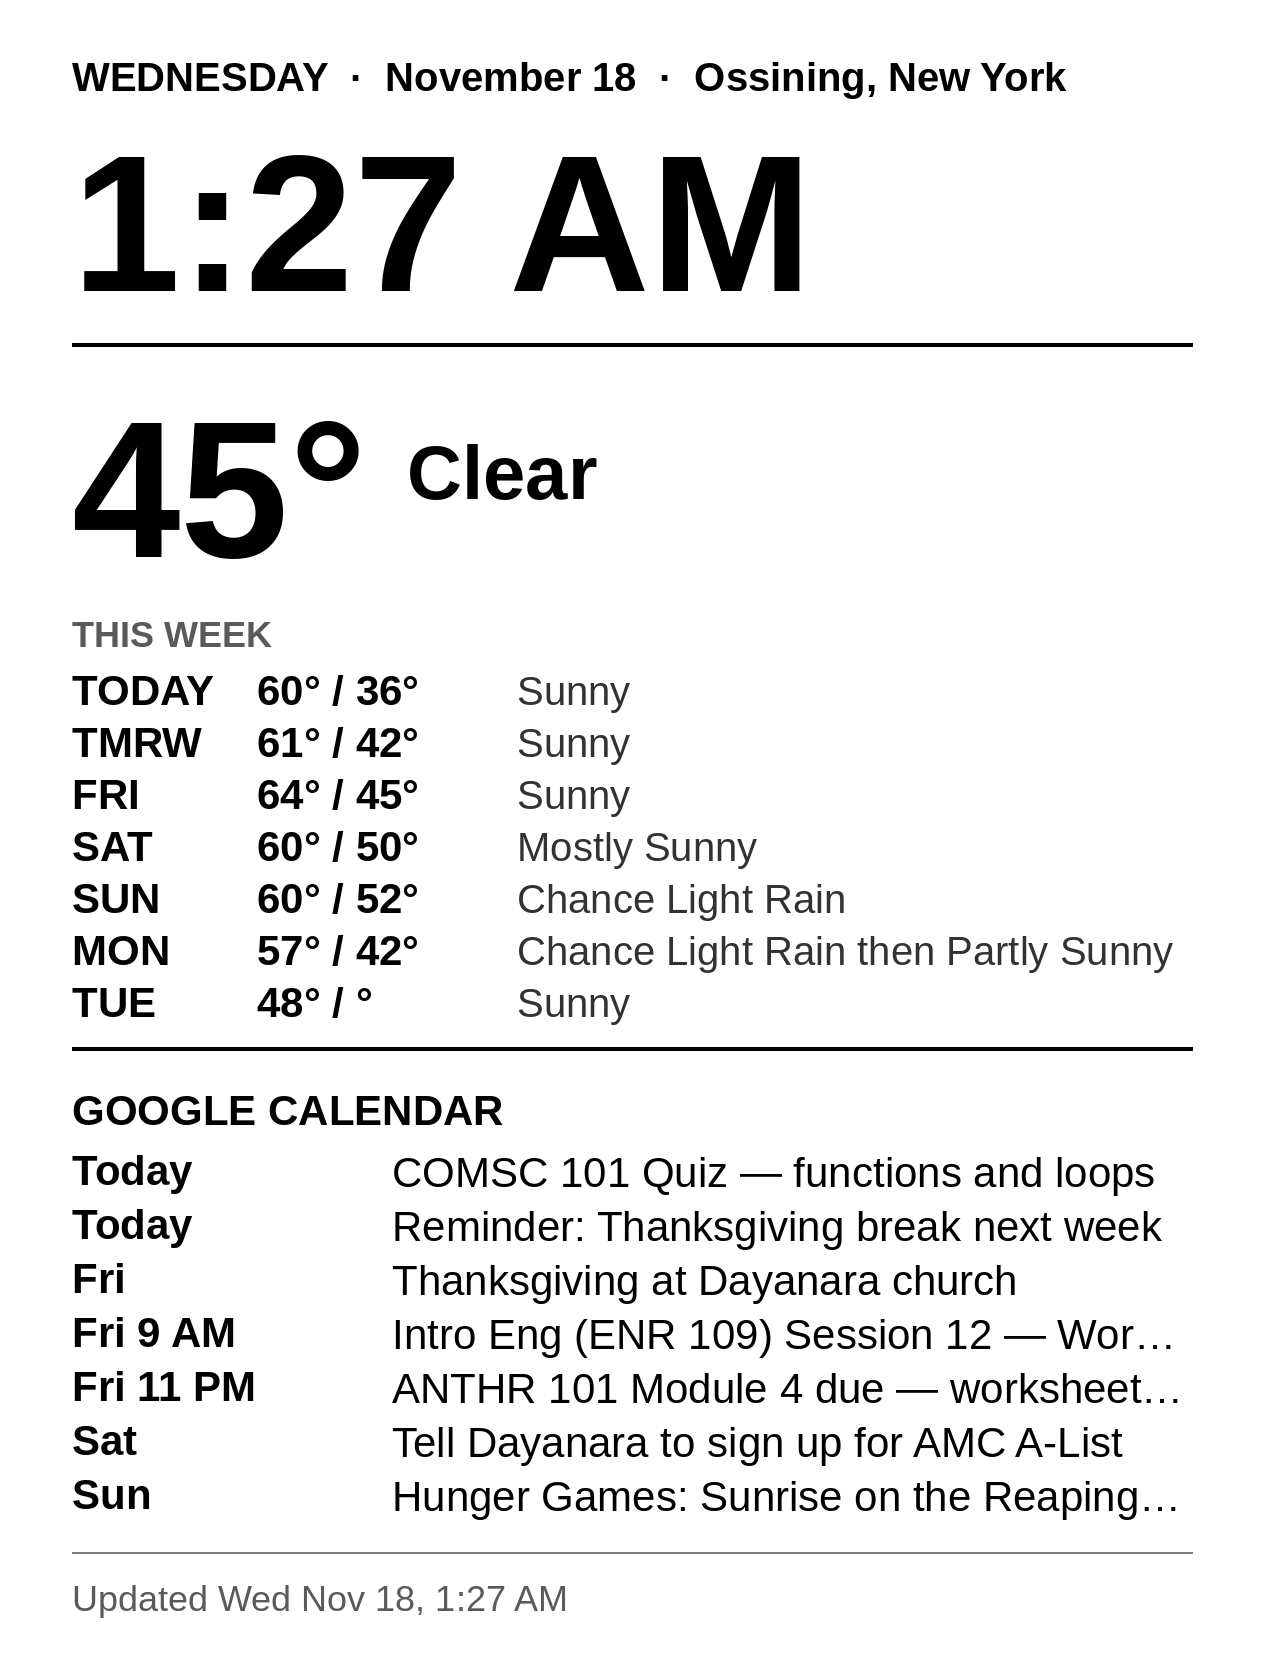 WEDNESDAY · November 18 · Ossining, New York
1:27 AM
45° Clear
THIS WEEK
TODAY 60° / 36° Sunny
TMRW 61° / 42° Sunny
FRI 64° / 45° Sunny
SAT 60° / 50° Mostly Sunny
SUN 60° / 52° Chance Light Rain
MON 57° / 42° Chance Light Rain then Partly Sunny
TUE 48° / ° Sunny
GOOGLE CALENDAR
Today COMSC 101 Quiz — functions and loops
Today Reminder: Thanksgiving break next week
Fri Thanksgiving at Dayanara church
Fri 9 AM Intro Eng (ENR 109) Session 12 — Wor…
Fri 11 PM ANTHR 101 Module 4 due — worksheet…
Sat Tell Dayanara to sign up for AMC A-List
Sun Hunger Games: Sunrise on the Reaping…
Updated Wed Nov 18, 1:27 AM